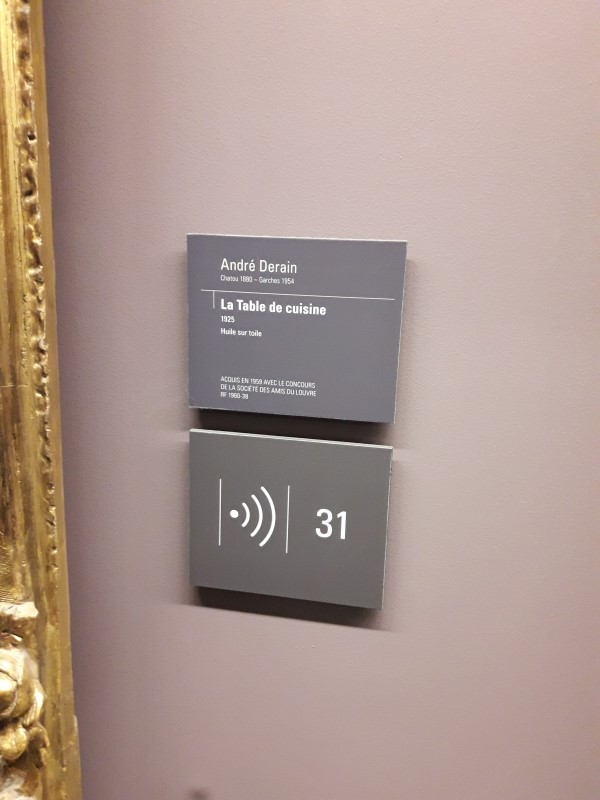 André Derain
Chatou 1880 – Garches 1954
La Table de cuisine
1925
Huile sur toile
ACQUIS EN 1959 AVEC LE CONCOURS
DE LA SOCIÉTÉ DES AMIS DU LOUVRE
RF 1960-38
31